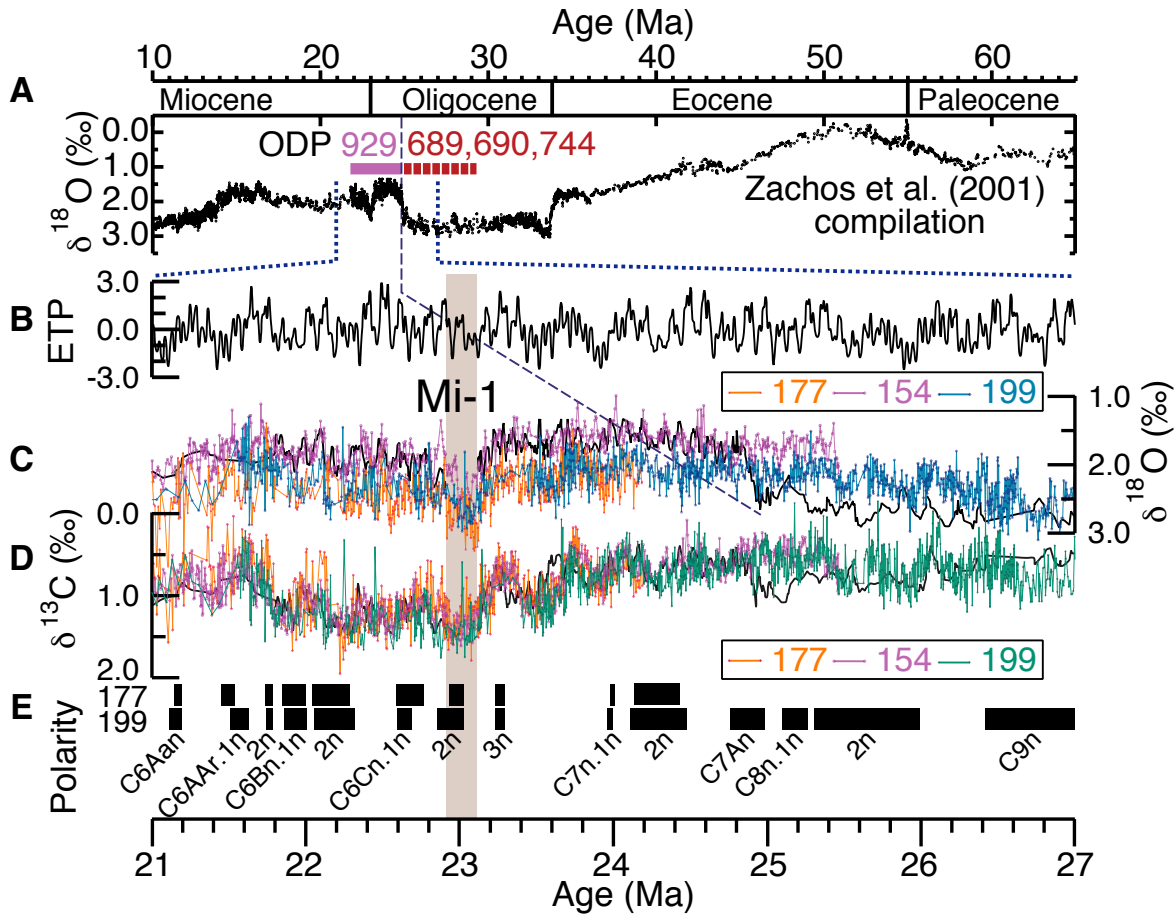 Age (Ma)
10 20 30 40 50 60
A
Miocene Oligocene Eocene Paleocene
δ 18 O (‰)
0.0
1.0
2.0
3.0
ODP 929 689,690,744
Zachos et al. (2001)
compilation
B
ETP
3.0
0.0
-3.0
Mi-1
177 154 199
C
1.0
2.0
3.0
δ 18 O (‰)
D
δ 13 C (‰)
0.0
1.0
2.0
177 154 199
E
Polarity
177
199
C6Aan
C6AAr.1n
2n
C6Bn.1n
2n
C6Cn.1n
2n
3n
C7n.1n
2n
C7An
C8n.1n
2n
C9n
21 22 23 24 25 26 27
Age (Ma)